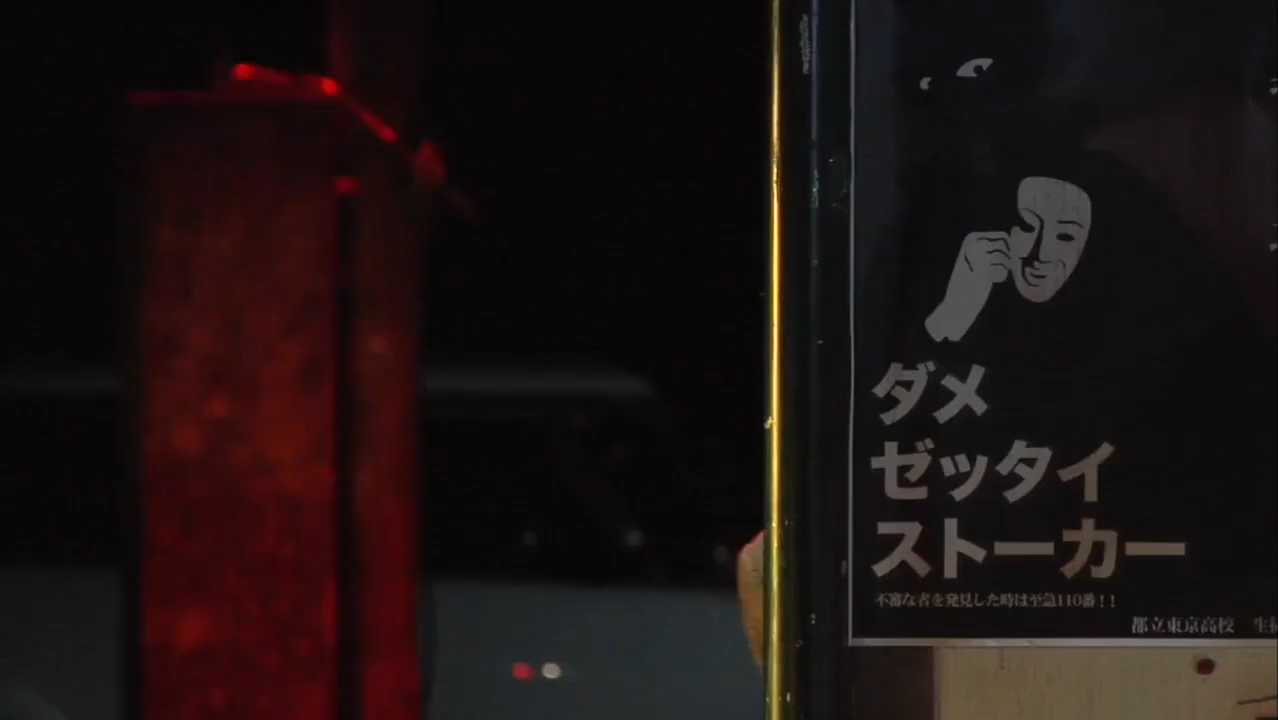 ダメ
ゼッタイ
ストーカー
不審な者を発見した時は至急110番！！
都立東京高校　生